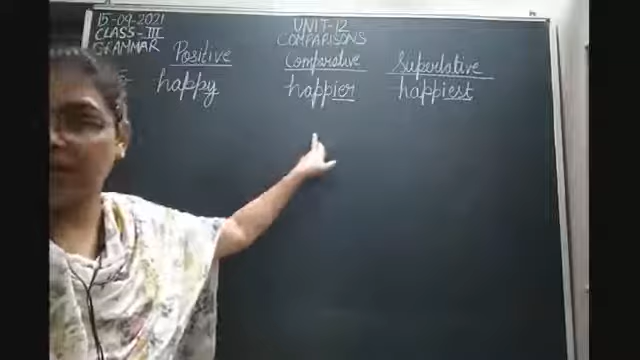 15-09-2021
CLASS-III
GRAMMAR
UNIT-12
COMPARISONS
Positive Comparative Superlative
happy happier happiest